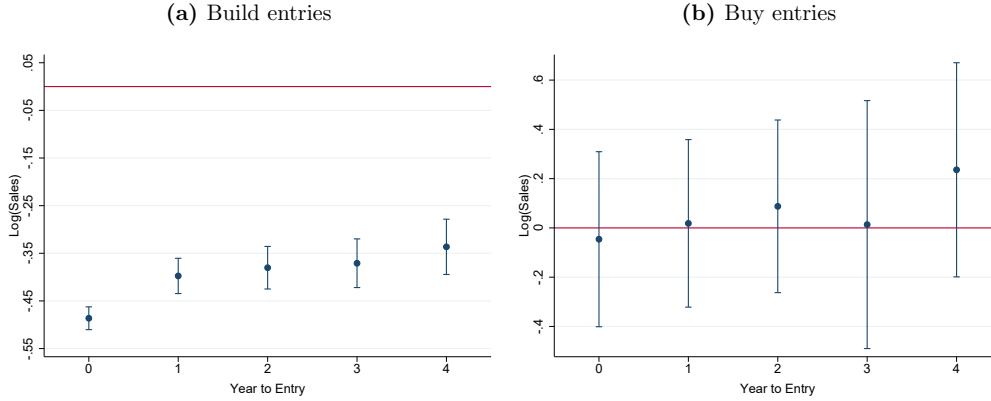 (a) Build entries
.05
-.05
-.15
-.25
-.35
-.45
-.55
Log(Sales)
0 1 2 3 4
Year to Entry
(b) Buy entries
.6
.4
.2
0
-.2
-.4
Log(Sales)
0 1 2 3 4
Year to Entry